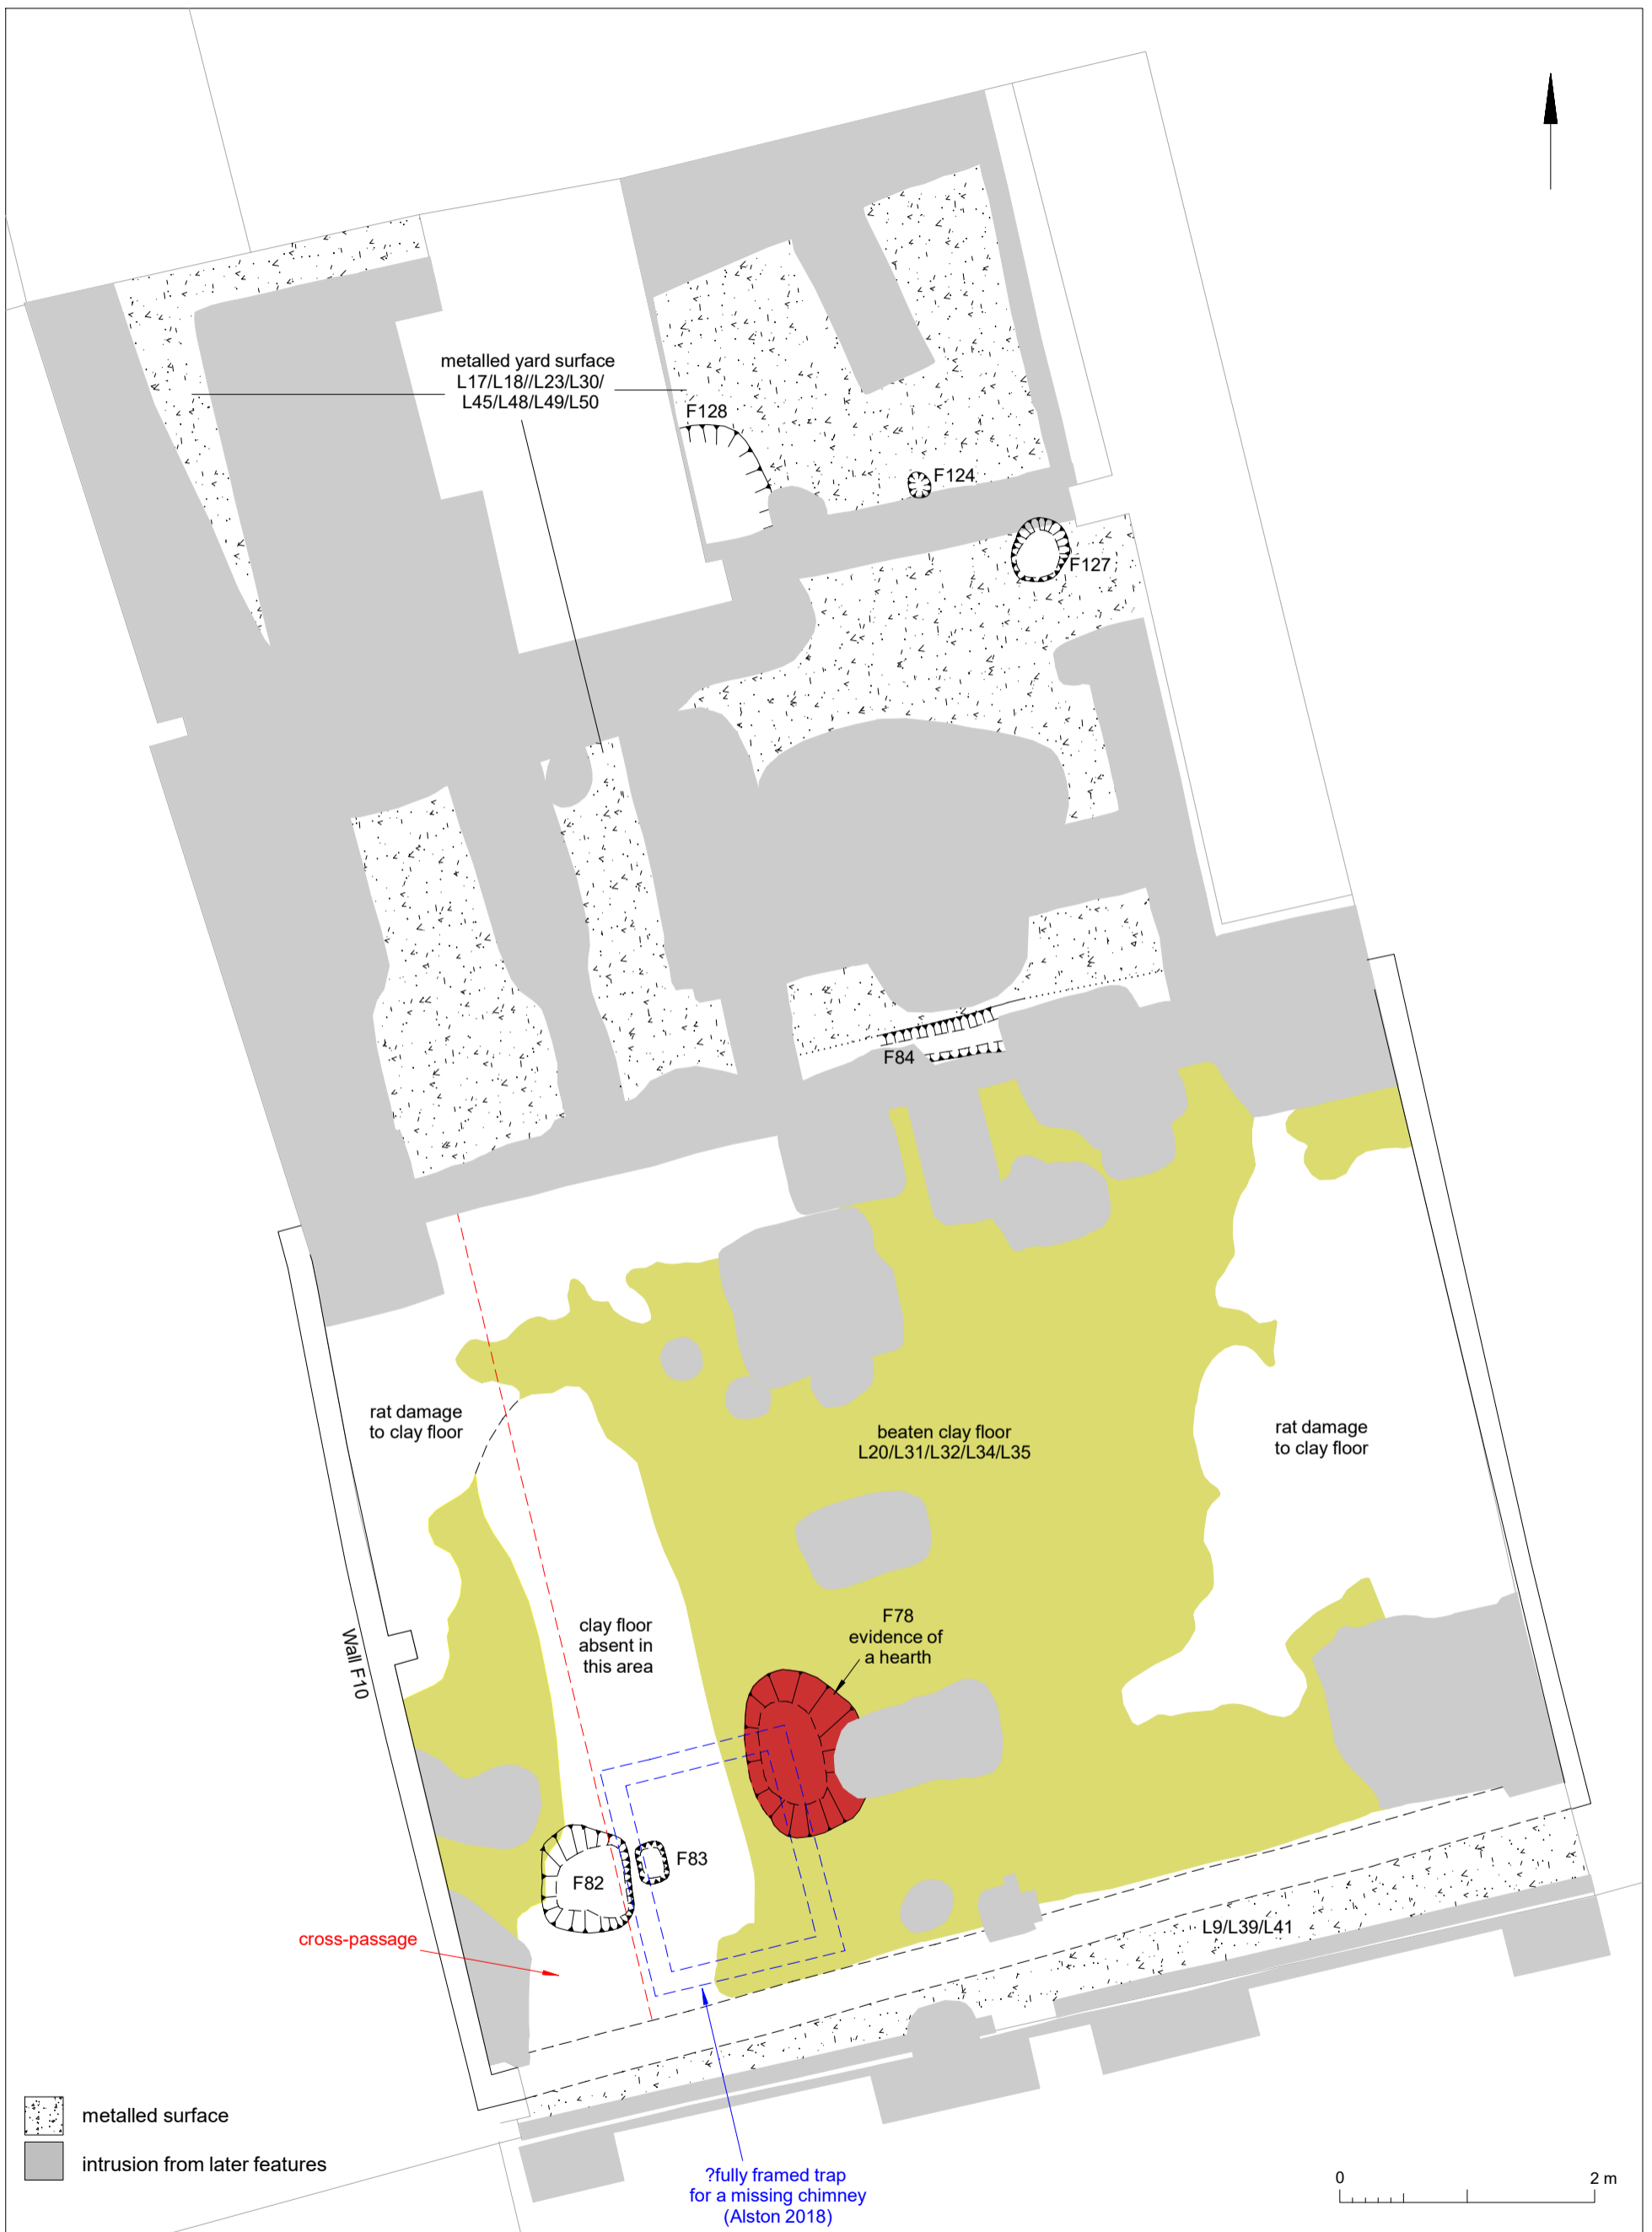 metalled yard surface
L17/L18//L23/L30/
L45/L48/L49/L50
F128
F124
F127
F84
rat damage
to clay floor
beaten clay floor
L20/L31/L32/L34/L35
rat damage
to clay floor
F78
evidence of
a hearth
clay floor
absent in
this area
Wall F10
F83
F82
cross-passage
L9/L39/L41
metalled surface
intrusion from later features
?fully framed trap
for a missing chimney
(Alston 2018)
0 2 m